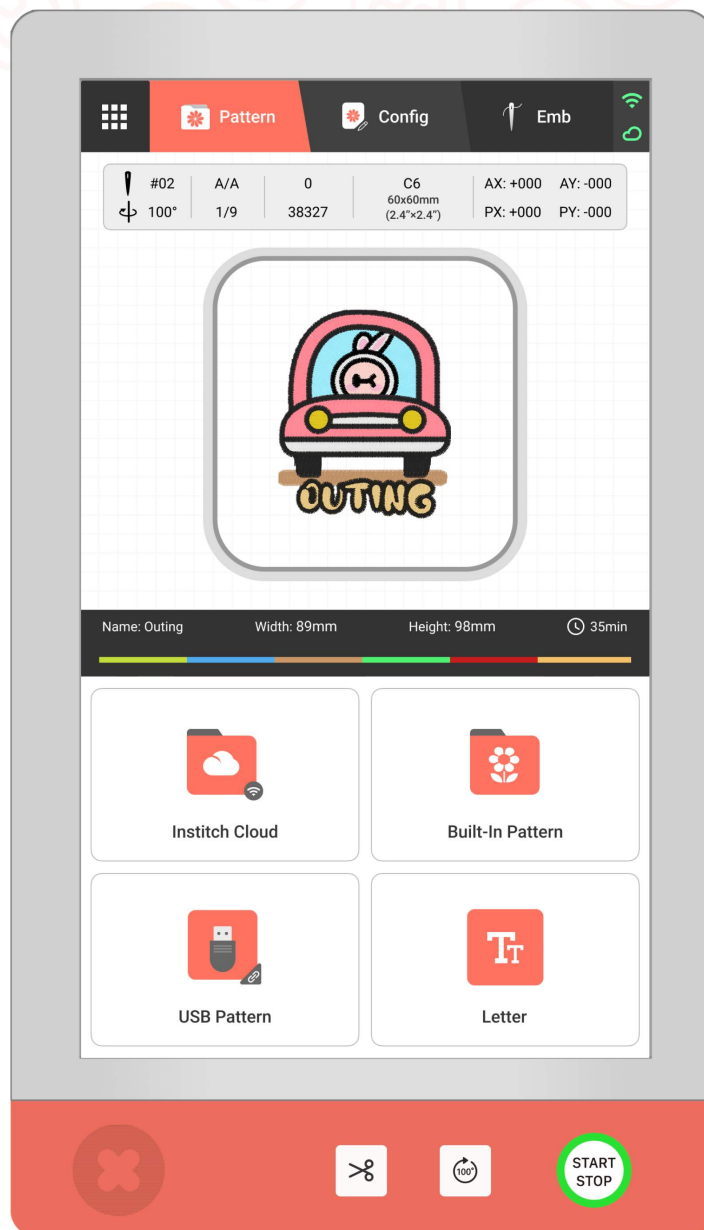 Pattern
Config
Emb
#02 A/A 0 C6 AX: +000 AY: -000
60x60mm
100° 1/9 38327 (2.4"×2.4") PX: +000 PY: -000
OUTING
Name: Outing Width: 89mm Height: 98mm 35min
Institch Cloud
Built-In Pattern
USB Pattern
TT
Letter
100°
START
STOP